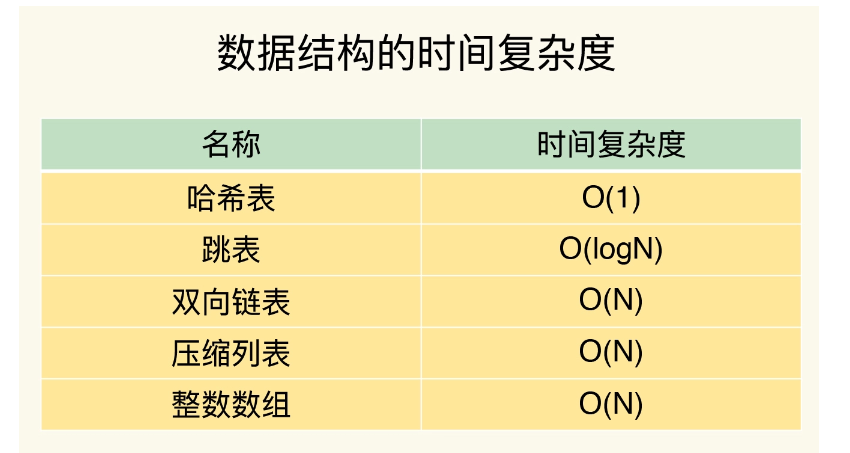 数据结构的时间复杂度
名称 时间复杂度
哈希表 O(1)
跳表 O(logN)
双向链表 O(N)
压缩列表 O(N)
整数数组 O(N)